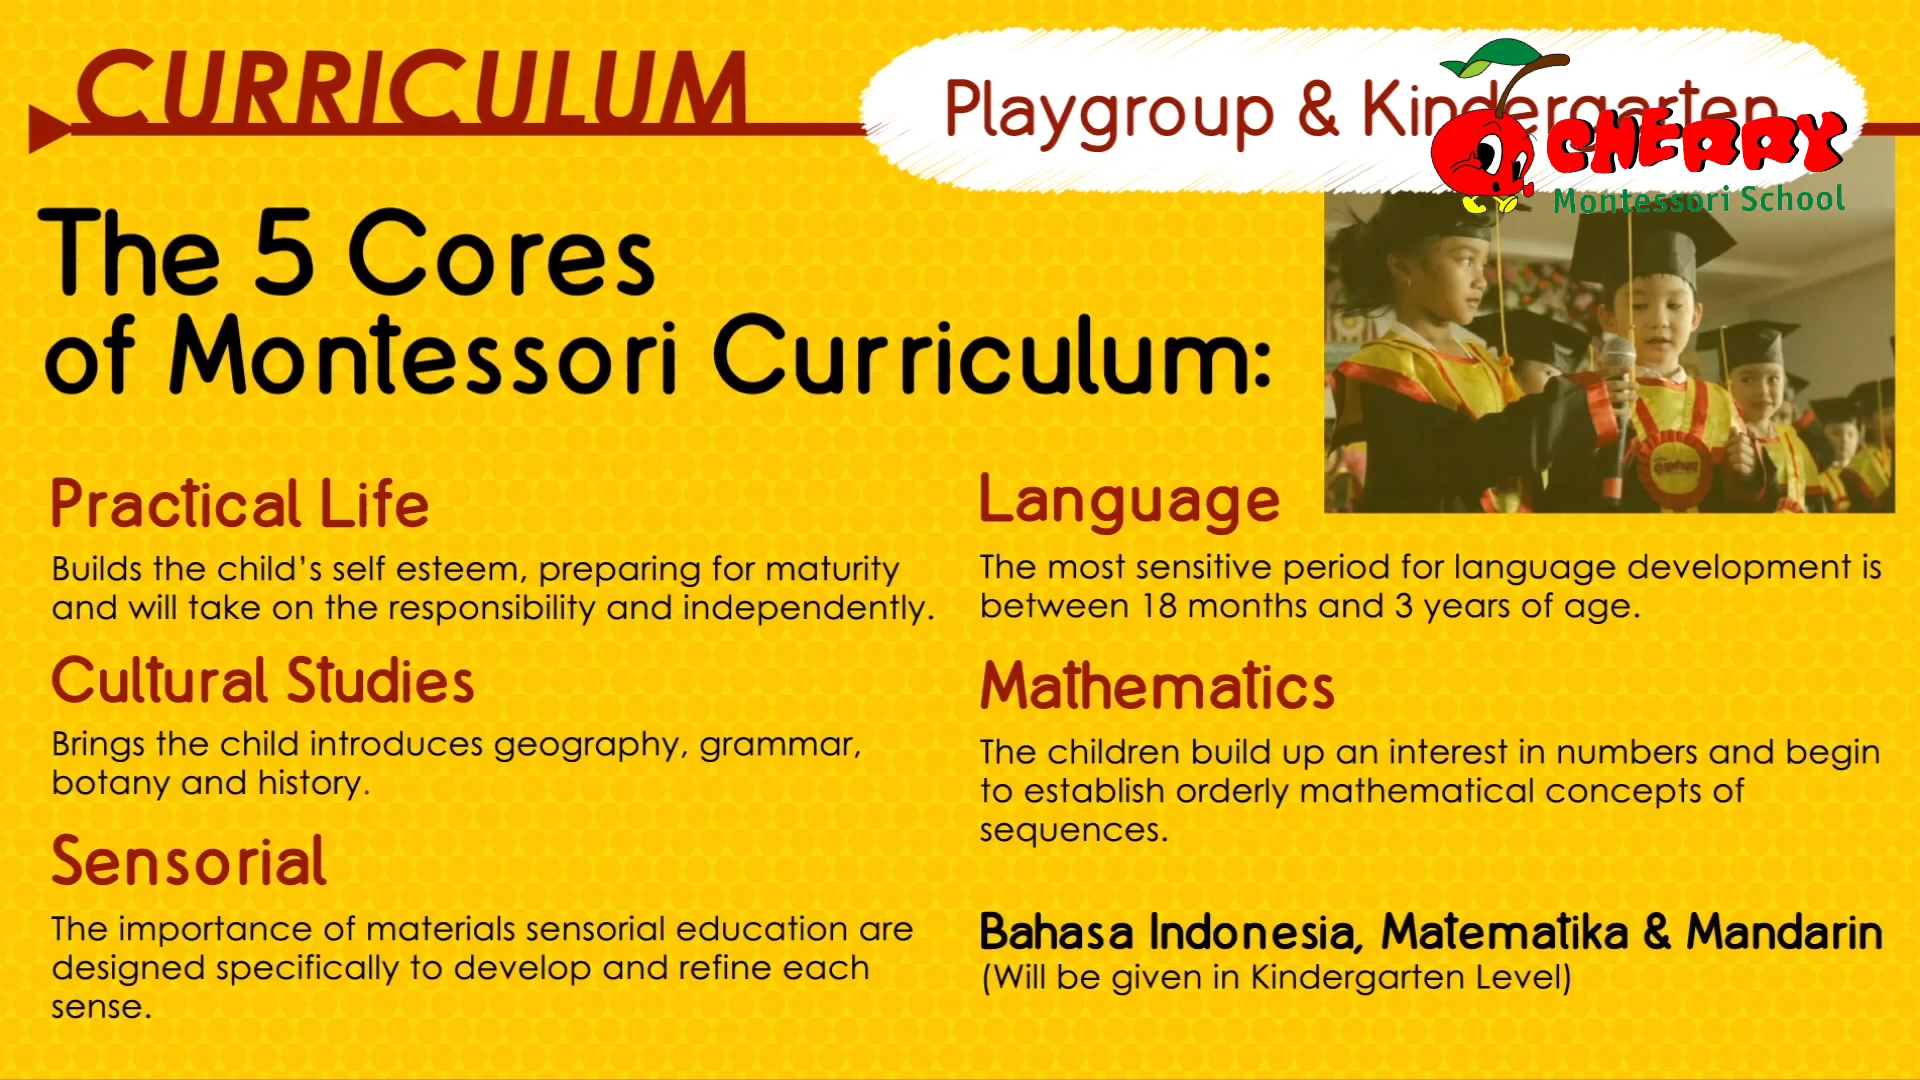 CURRICULUM
Playgroup & Kindergarten
CHERRY
Montessori School
The 5 Cores
of Montessori Curriculum:
Practical Life
Builds the child’s self esteem, preparing for maturity
and will take on the responsibility and independently.
Cultural Studies
Brings the child introduces geography, grammar,
botany and history.
Sensorial
The importance of materials sensorial education are
designed specifically to develop and refine each
sense.
Language
The most sensitive period for language development is
between 18 months and 3 years of age.
Mathematics
The children build up an interest in numbers and begin
to establish orderly mathematical concepts of
sequences.
Bahasa Indonesia, Matematika & Mandarin
(Will be given in Kindergarten Level)